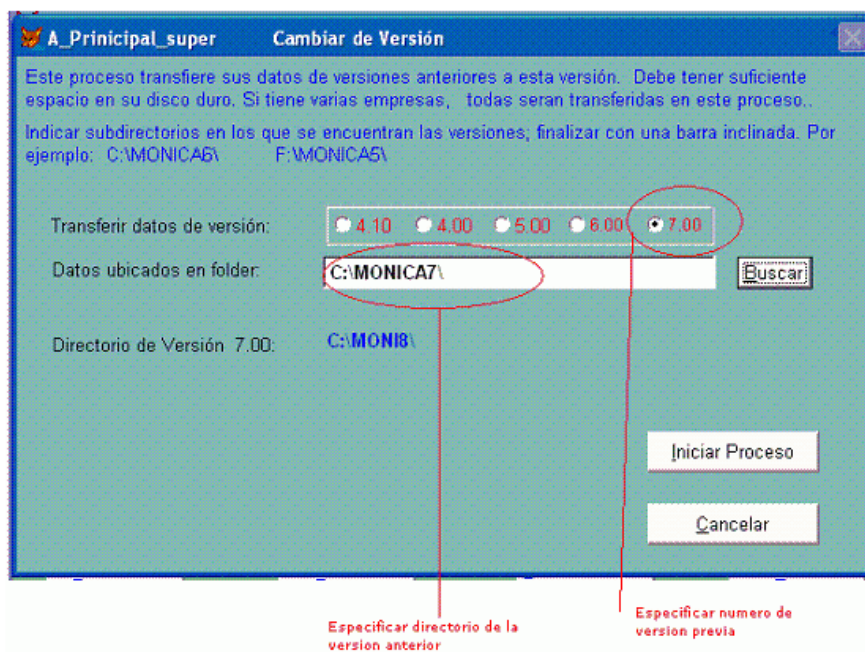 A_Prinicipal_super Cambiar de Versión
Este proceso transfiere sus datos de versiones anteriores a esta versión. Debe tener suficiente
espacio en su disco duro. Si tiene varias empresas, todas seran transferidas en este proceso..
Indicar subdirectorios en los que se encuentran las versiones; finalizar con una barra inclinada. Por
ejemplo: C:\MONICA6\ F:\MONICA5\
Transferir datos de versión: 4.10 4.00 5.00 6.00 7.00
Datos ubicados en folder: C:\MONICA7\ Buscar
Directorio de Versión 7.00: C:\MONI8\
Iniciar Proceso
Cancelar
Especificar directorio de la
version anterior
Especificar numero de
version previa